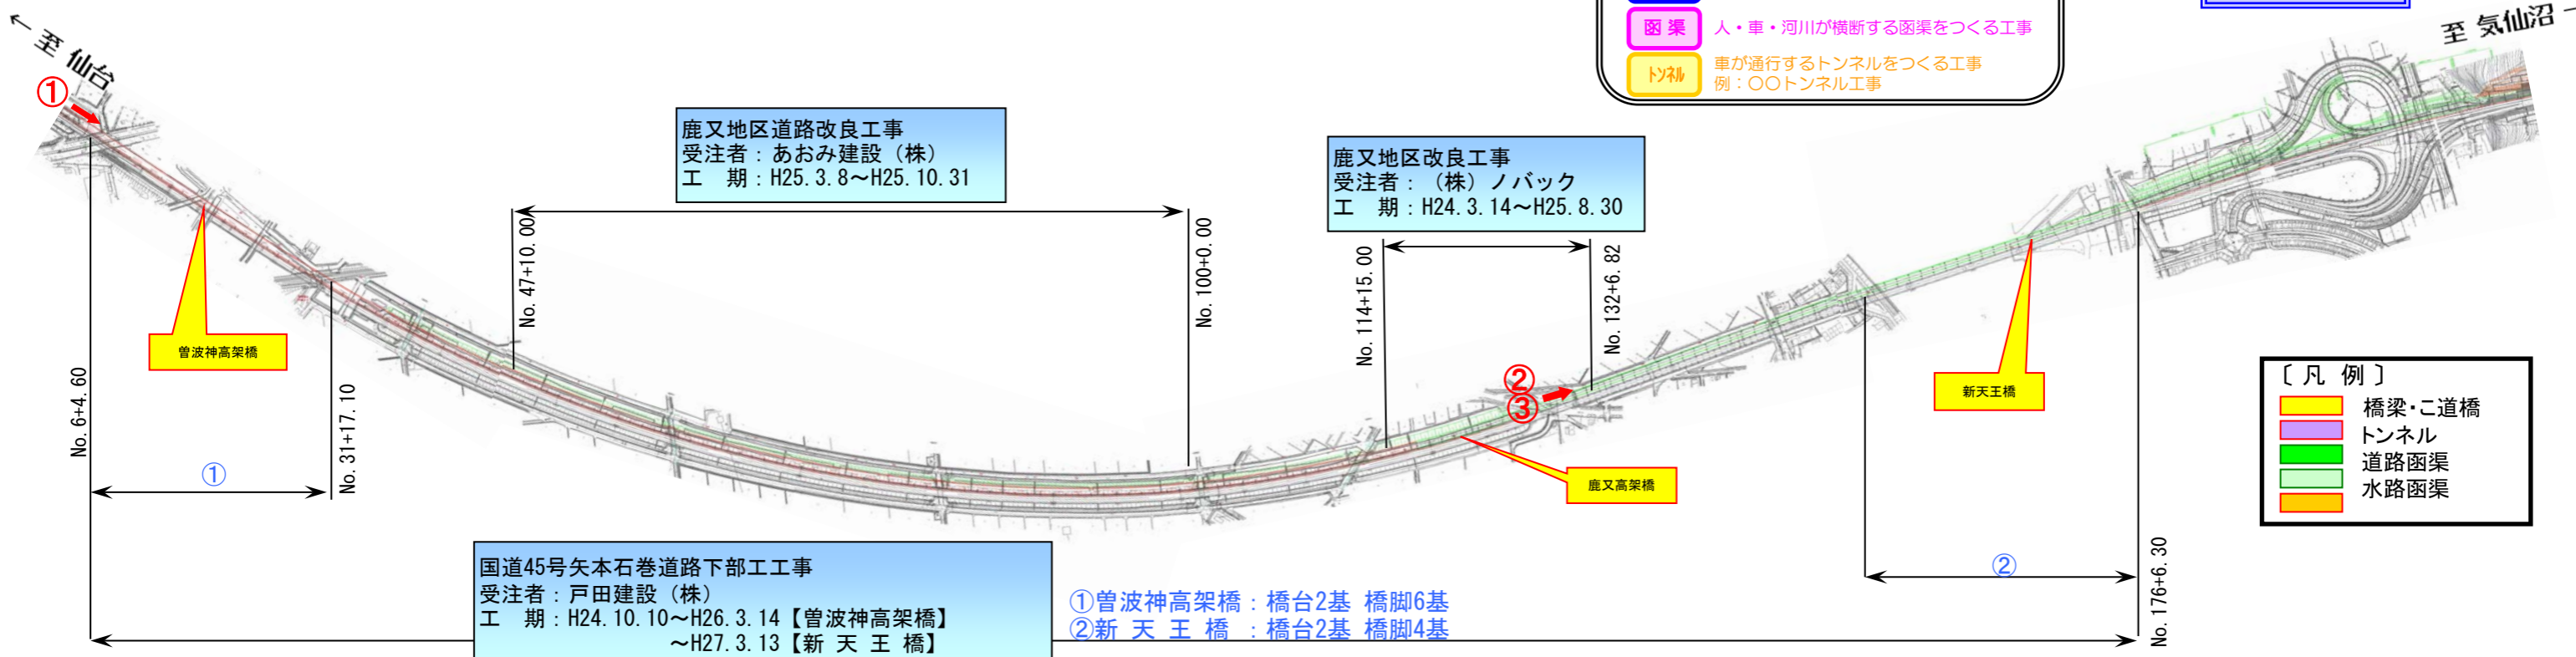 ← 至 仙台
①
函 渠
人・車・河川が横断する函渠をつくる工事
トンネル
車が通行するトンネルをつくる工事
例：〇〇トンネル工事
至 気仙沼 →
鹿又地区道路改良工事
受注者：あおみ建設（株）
工　期：H25.3.8～H25.10.31
鹿又地区改良工事
受注者：（株）ノバック
工　期：H24.3.14～H25.8.30
No. 47+10.00
No. 100+0.00
No. 114+15.00
No. 132+6.82
曽波神高架橋
No. 6+4.60
No. 31+17.10
①
②
③
鹿又高架橋
新天王橋
〔 凡 例 〕
橋梁・こ道橋
トンネル
道路函渠
水路函渠
②
No. 176+6.30
国道45号矢本石巻道路下部工工事
受注者：戸田建設（株）
工　期：H24.10.10～H26.3.14【曽波神高架橋】
～H27.3.13【新 天 王 橋】
①曽波神高架橋：橋台2基 橋脚6基
②新 天 王 橋 ：橋台2基 橋脚4基